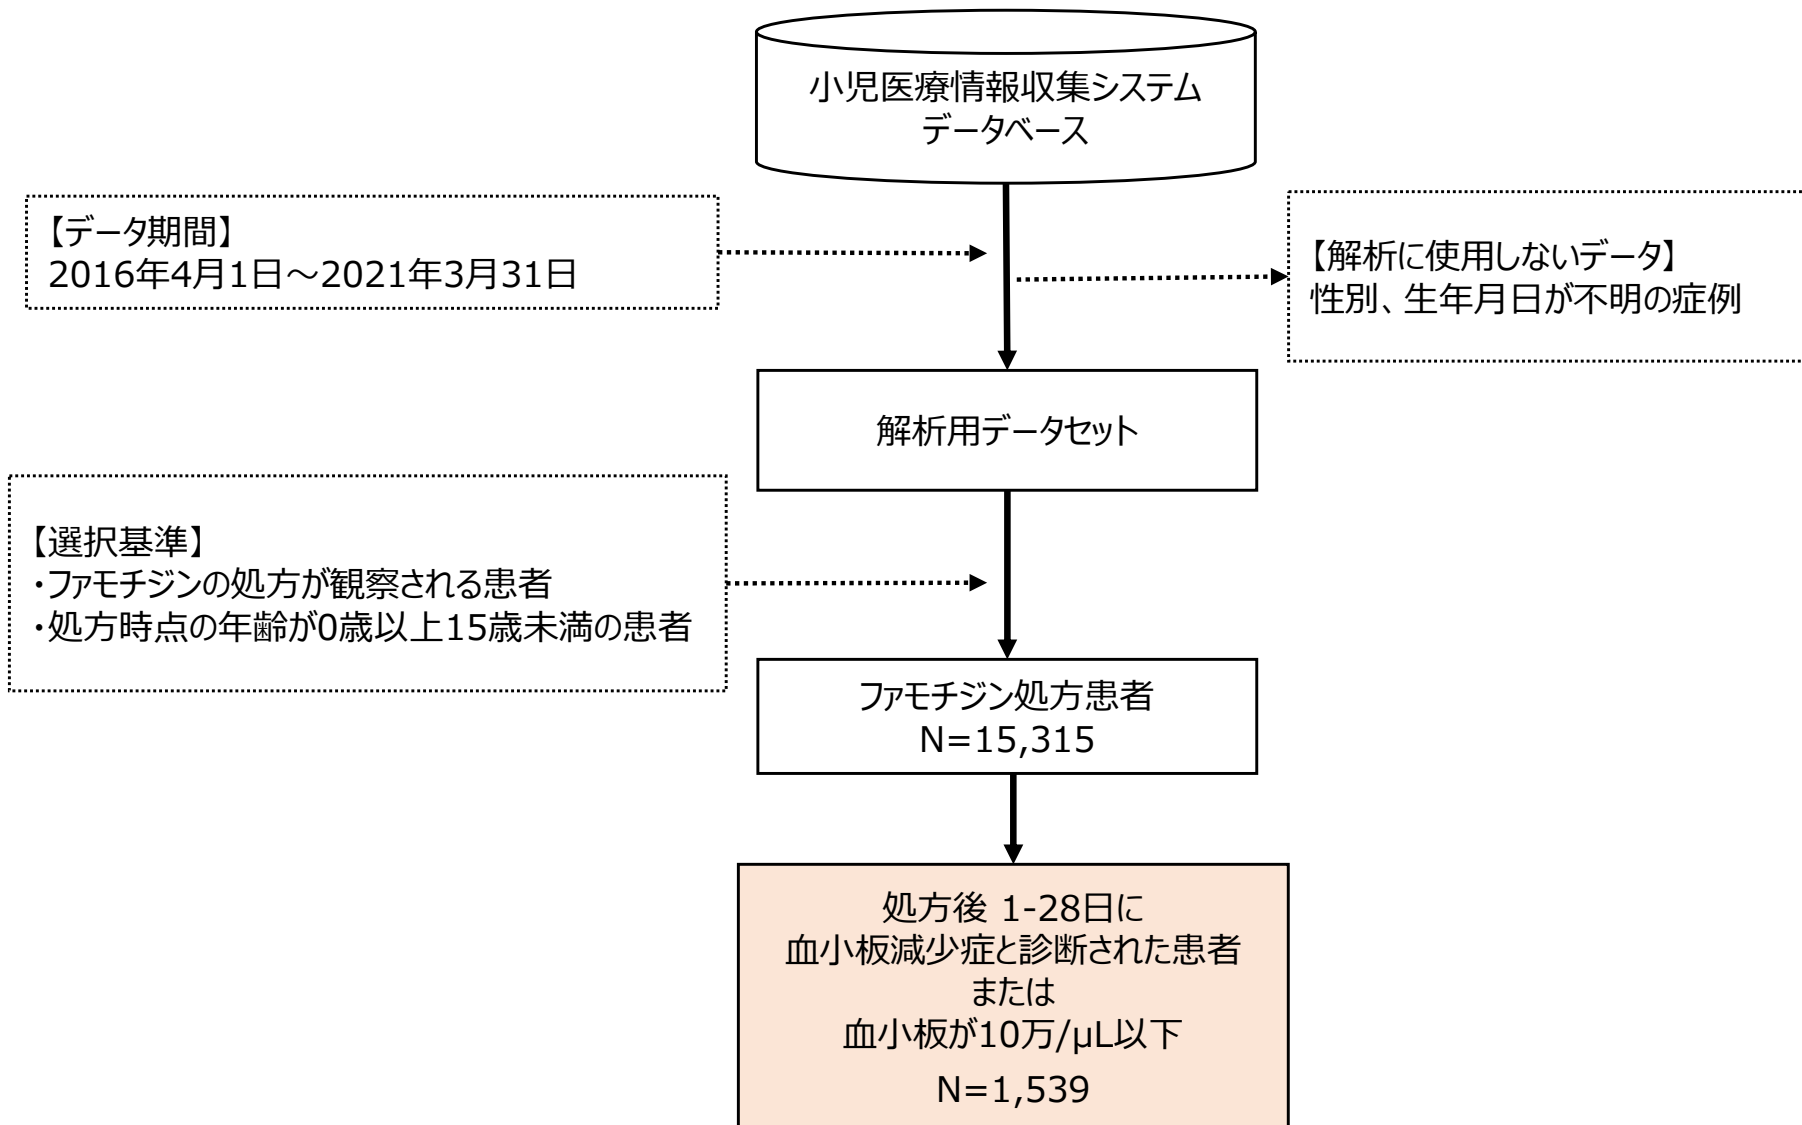 小児医療情報収集システム
データベース
【データ期間】
2016年4月1日～2021年3月31日
【解析に使用しないデータ】
性別、生年月日が不明の症例
解析用データセット
【選択基準】
・ファモチジンの処方が観察される患者
・処方時点の年齢が0歳以上15歳未満の患者
ファモチジン処方患者
N=15,315
処方後 1-28日に
血小板減少症と診断された患者
または
血小板が10万/μL以下
N=1,539